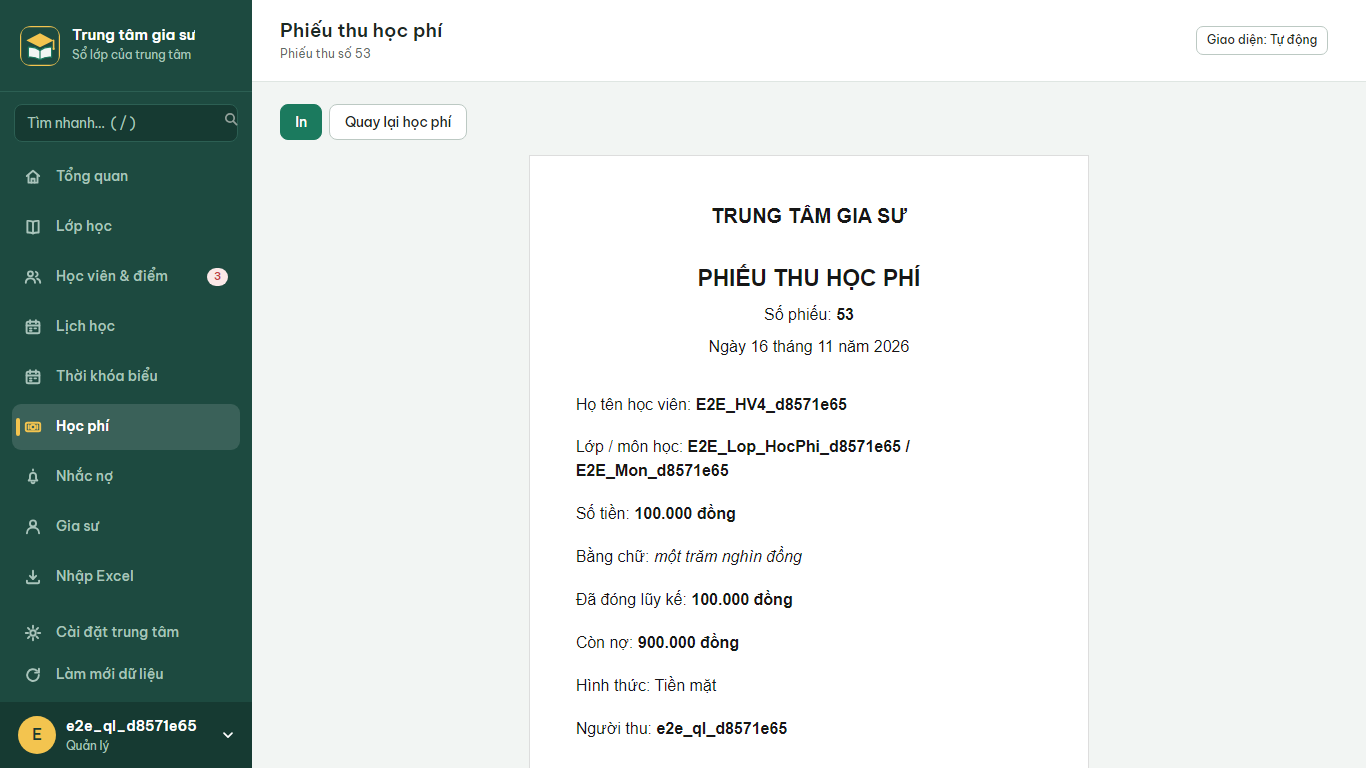 Trung tâm gia sư
Sổ lớp của trung tâm
Tìm nhanh... ( / )
Tổng quan
Lớp học
Học viên & điểm
3
Lịch học
Thời khóa biểu
Học phí
Nhắc nợ
Gia sư
Nhập Excel
Cài đặt trung tâm
Làm mới dữ liệu
E
e2e_ql_d8571e65
Quản lý
Phiếu thu học phí
Phiếu thu số 53
Giao diện: Tự động
In
Quay lại học phí
TRUNG TÂM GIA SƯ
PHIẾU THU HỌC PHÍ
Số phiếu: 53
Ngày 16 tháng 11 năm 2026
Họ tên học viên: E2E_HV4_d8571e65
Lớp / môn học: E2E_Lop_HocPhi_d8571e65 /
E2E_Mon_d8571e65
Số tiền: 100.000 đồng
Bằng chữ: một trăm nghìn đồng
Đã đóng lũy kế: 100.000 đồng
Còn nợ: 900.000 đồng
Hình thức: Tiền mặt
Người thu: e2e_ql_d8571e65